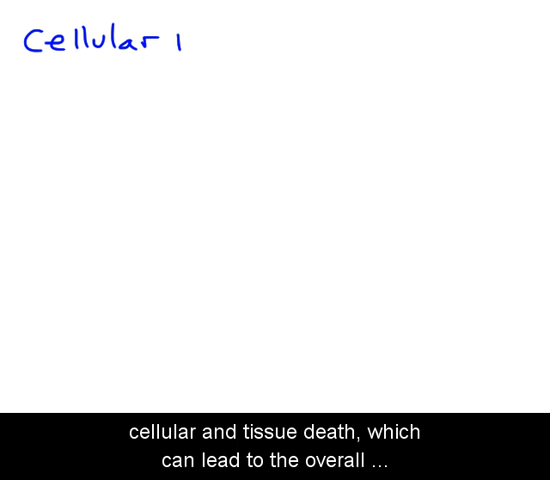 Cellular I
cellular and tissue death, which
can lead to the overall ...